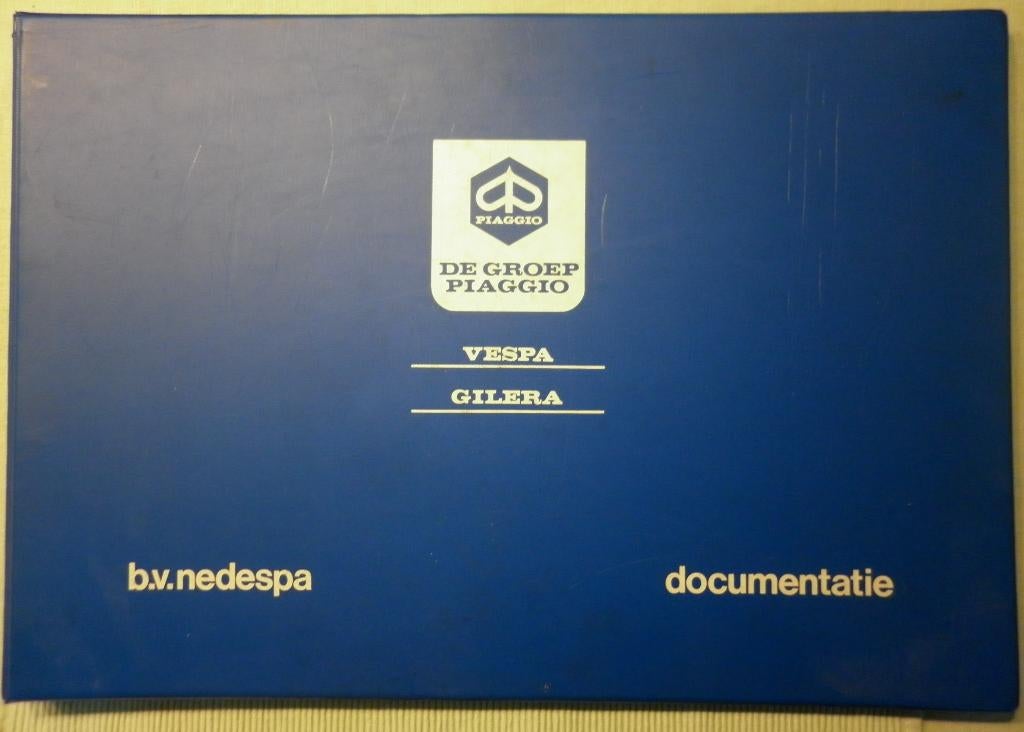 PIAGGIO
DE GROEP
PIAGGIO
VESPA
GILERA
b.v.nedespa
documentatie